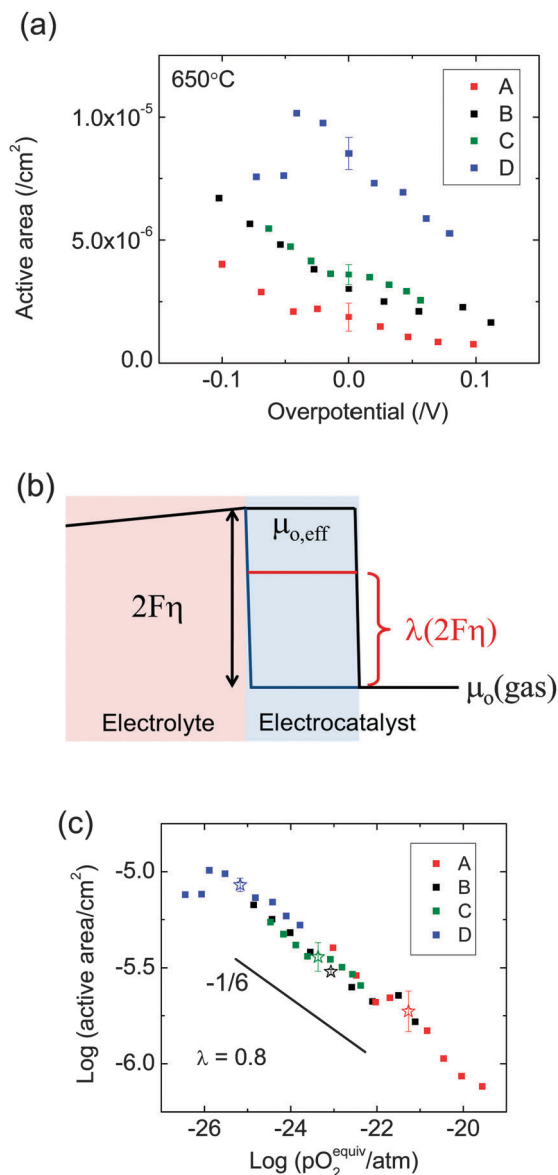 (a)
650°C
A
B
C
D
1.0x10⁻⁵
5.0x10⁻⁶
0.0
Active area (/cm²)
-0.1
0.0
0.1
Overpotential (/V)
(b)
μo,eff
2Fη
λ(2Fη)
μo(gas)
Electrolyte
Electrocatalyst
(c)
A
B
C
D
-5.0
-5.5
-6.0
Log (active area/cm²)
-1/6
λ = 0.8
-26
-24
-22
-20
Log (pO₂ᵉqᵘⁱᵛ/atm)